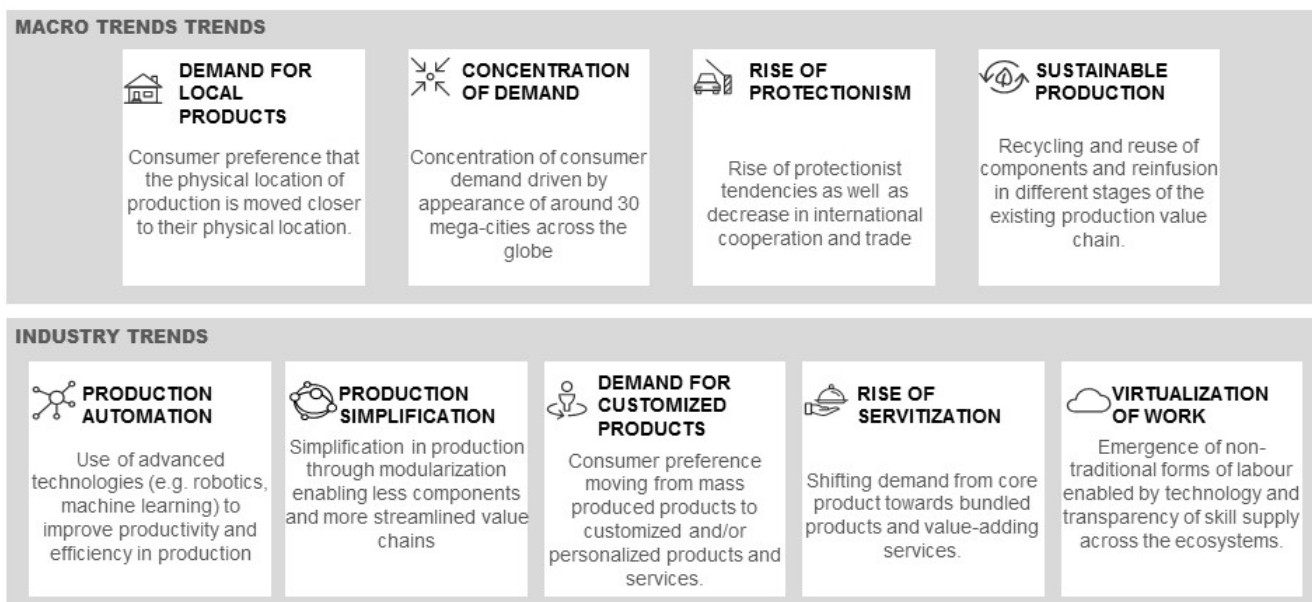 MACRO TRENDS TRENDS
DEMAND FOR
LOCAL
PRODUCTS
Consumer preference that
the physical location of
production is moved closer
to their physical location.
CONCENTRATION
OF DEMAND
Concentration of consumer
demand driven by
appearance of around 30
mega-cities across the
globe
RISE OF
PROTECTIONISM
Rise of protectionist
tendencies as well as
decrease in international
cooperation and trade
SUSTAINABLE
PRODUCTION
Recycling and reuse of
components and reinfusion
in different stages of the
existing production value
chain.
INDUSTRY TRENDS
PRODUCTION
AUTOMATION
Use of advanced
technologies (e.g. robotics,
machine learning) to
improve productivity and
efficiency in production
PRODUCTION
SIMPLIFICATION
Simplification in production
through modularization
enabling less components
and more streamlined value
chains
DEMAND FOR
CUSTOMIZED
PRODUCTS
Consumer preference
moving from mass
produced products to
customized and/or
personalized products and
services.
RISE OF
SERVITIZATION
Shifting demand from core
product towards bundled
products and value-adding
services.
VIRTUALIZATION
OF WORK
Emergence of non-
traditional forms of labour
enabled by technology and
transparency of skill supply
across the ecosystems.